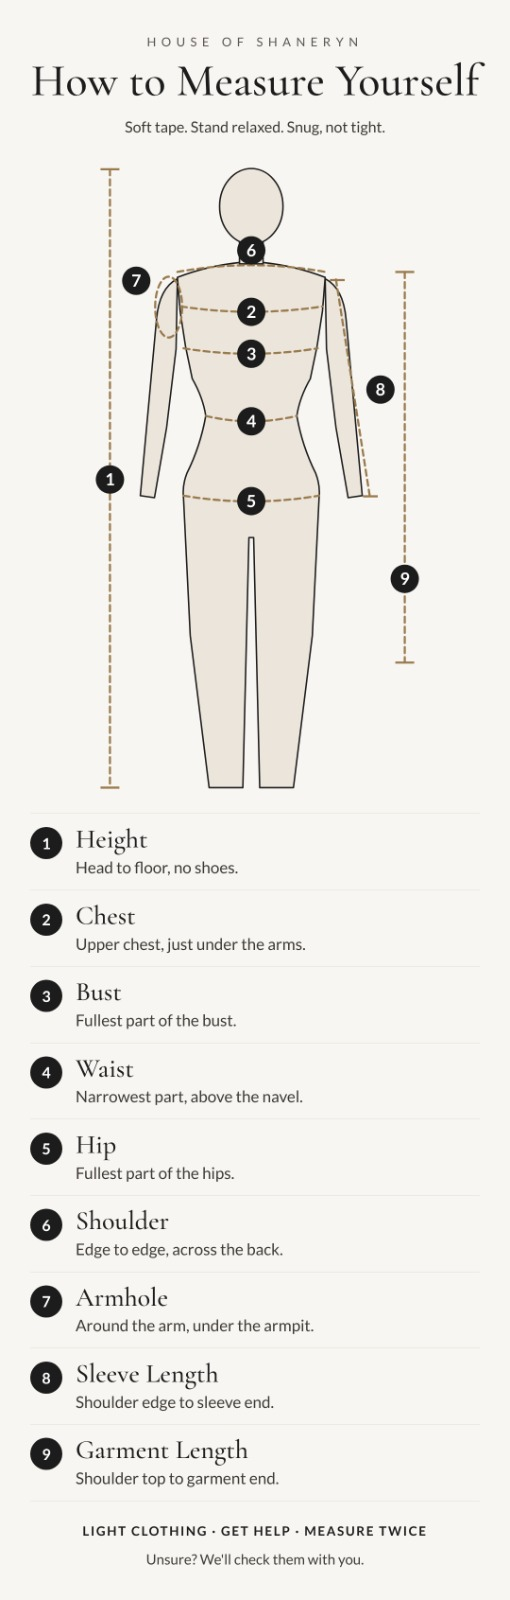 HOUSE OF SHANERYN
How to Measure Yourself
Soft tape. Stand relaxed. Snug, not tight.
6
7
2
3
8
4
1
5
9
1 Height
Head to floor, no shoes.
2 Chest
Upper chest, just under the arms.
3 Bust
Fullest part of the bust.
4 Waist
Narrowest part, above the navel.
5 Hip
Fullest part of the hips.
6 Shoulder
Edge to edge, across the back.
7 Armhole
Around the arm, under the armpit.
8 Sleeve Length
Shoulder edge to sleeve end.
9 Garment Length
Shoulder top to garment end.
LIGHT CLOTHING · GET HELP · MEASURE TWICE
Unsure? We'll check them with you.